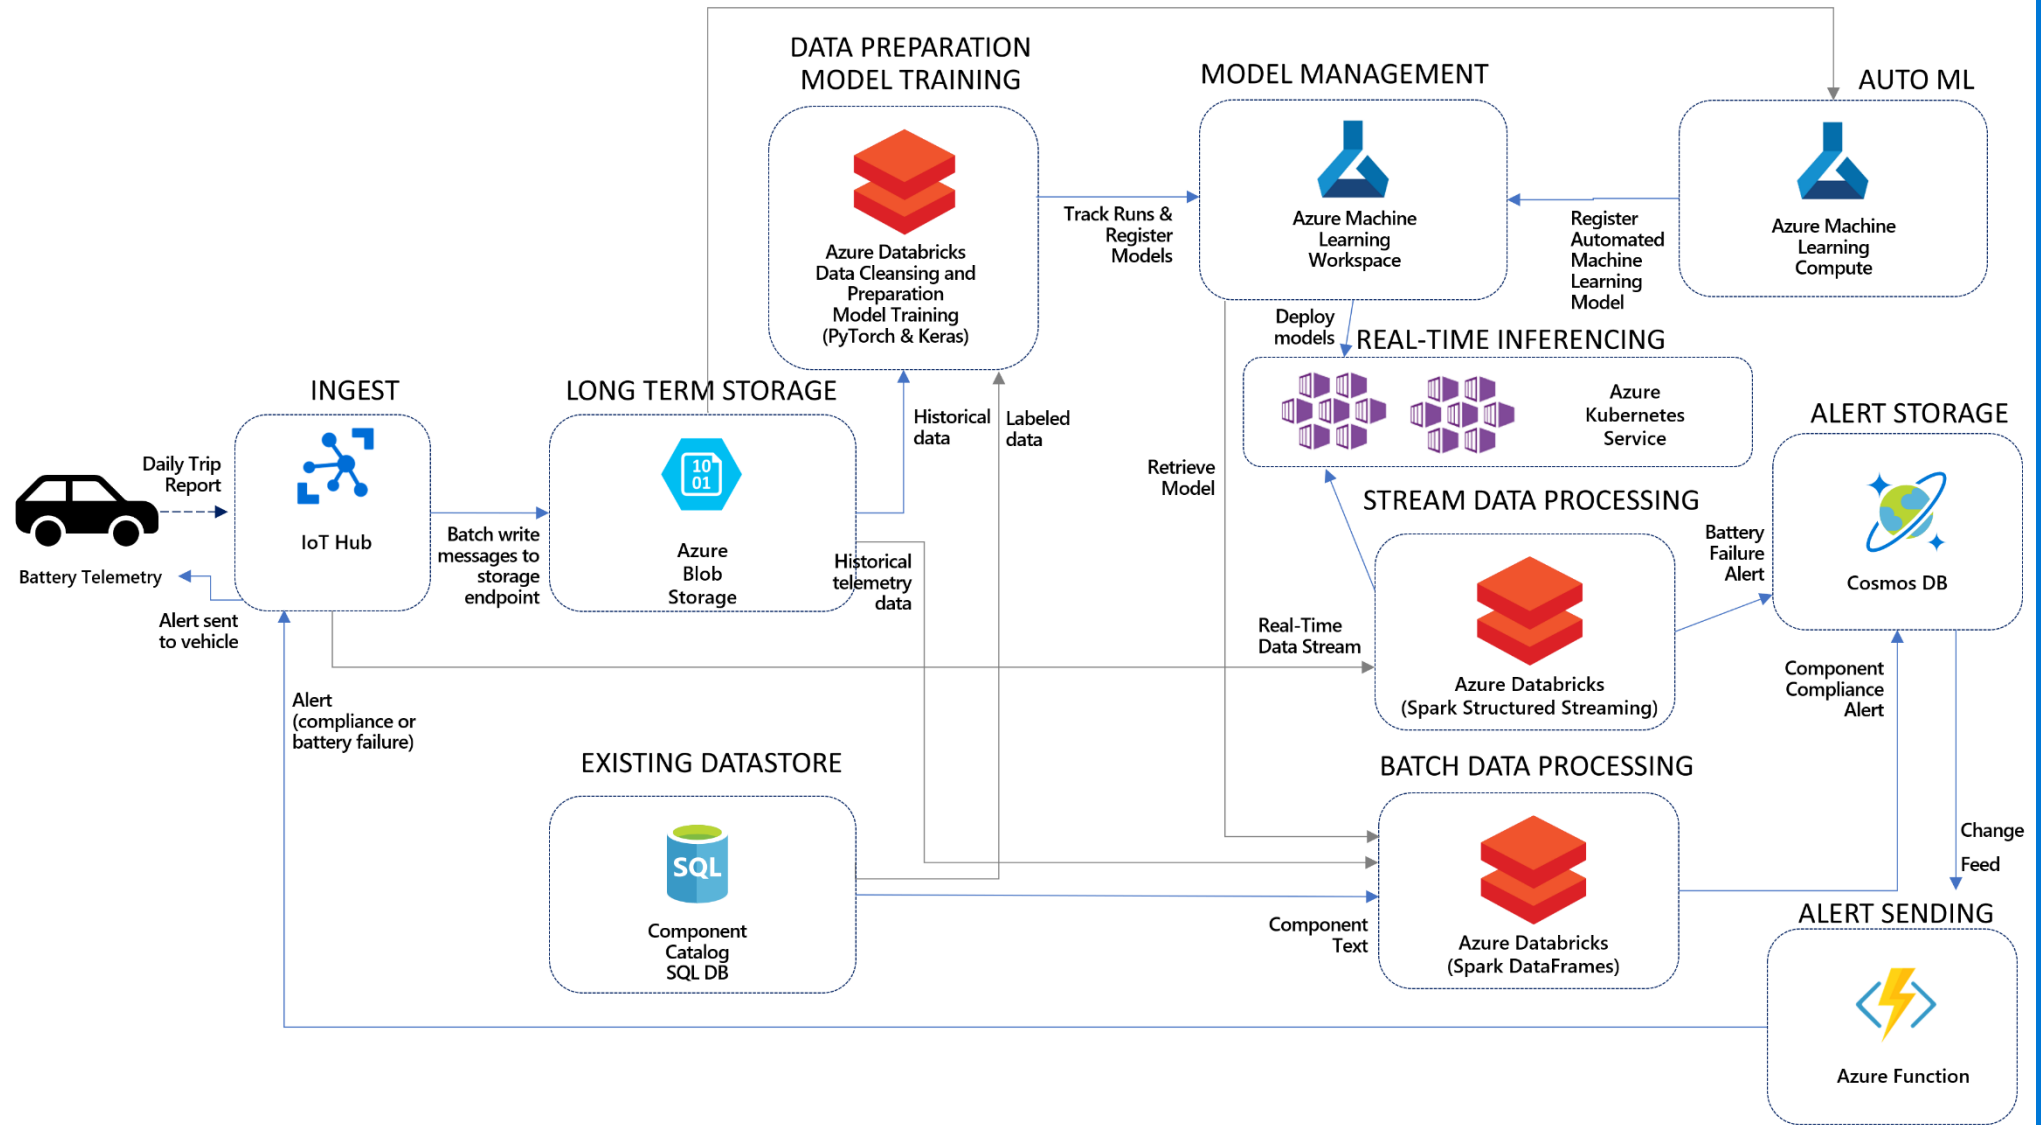 DATA PREPARATION
MODEL TRAINING
Azure Databricks
Data Cleansing and
Preparation
Model Training
(PyTorch & Keras)
Track Runs &
Register
Models
MODEL MANAGEMENT
Azure Machine
Learning
Workspace
Register
Automated
Machine
Learning
Model
AUTO ML
Azure Machine
Learning
Compute
Deploy
models
REAL-TIME INFERENCING
Azure
Kubernetes
Service
INGEST
IoT Hub
Daily Trip
Report
Battery Telemetry
Alert sent
to vehicle
Batch write
messages to
storage
endpoint
LONG TERM STORAGE
10
01
Azure
Blob
Storage
Historical
data
Labeled
data
Historical
telemetry
data
Retrieve
Model
STREAM DATA PROCESSING
Real-Time
Data Stream
Azure Databricks
(Spark Structured Streaming)
Battery
Failure
Alert
ALERT STORAGE
Cosmos DB
Component
Compliance
Alert
Alert
(compliance or
battery failure)
EXISTING DATASTORE
SQL
Component
Catalog
SQL DB
BATCH DATA PROCESSING
Component
Text
Azure Databricks
(Spark DataFrames)
Change
Feed
ALERT SENDING
Azure Function